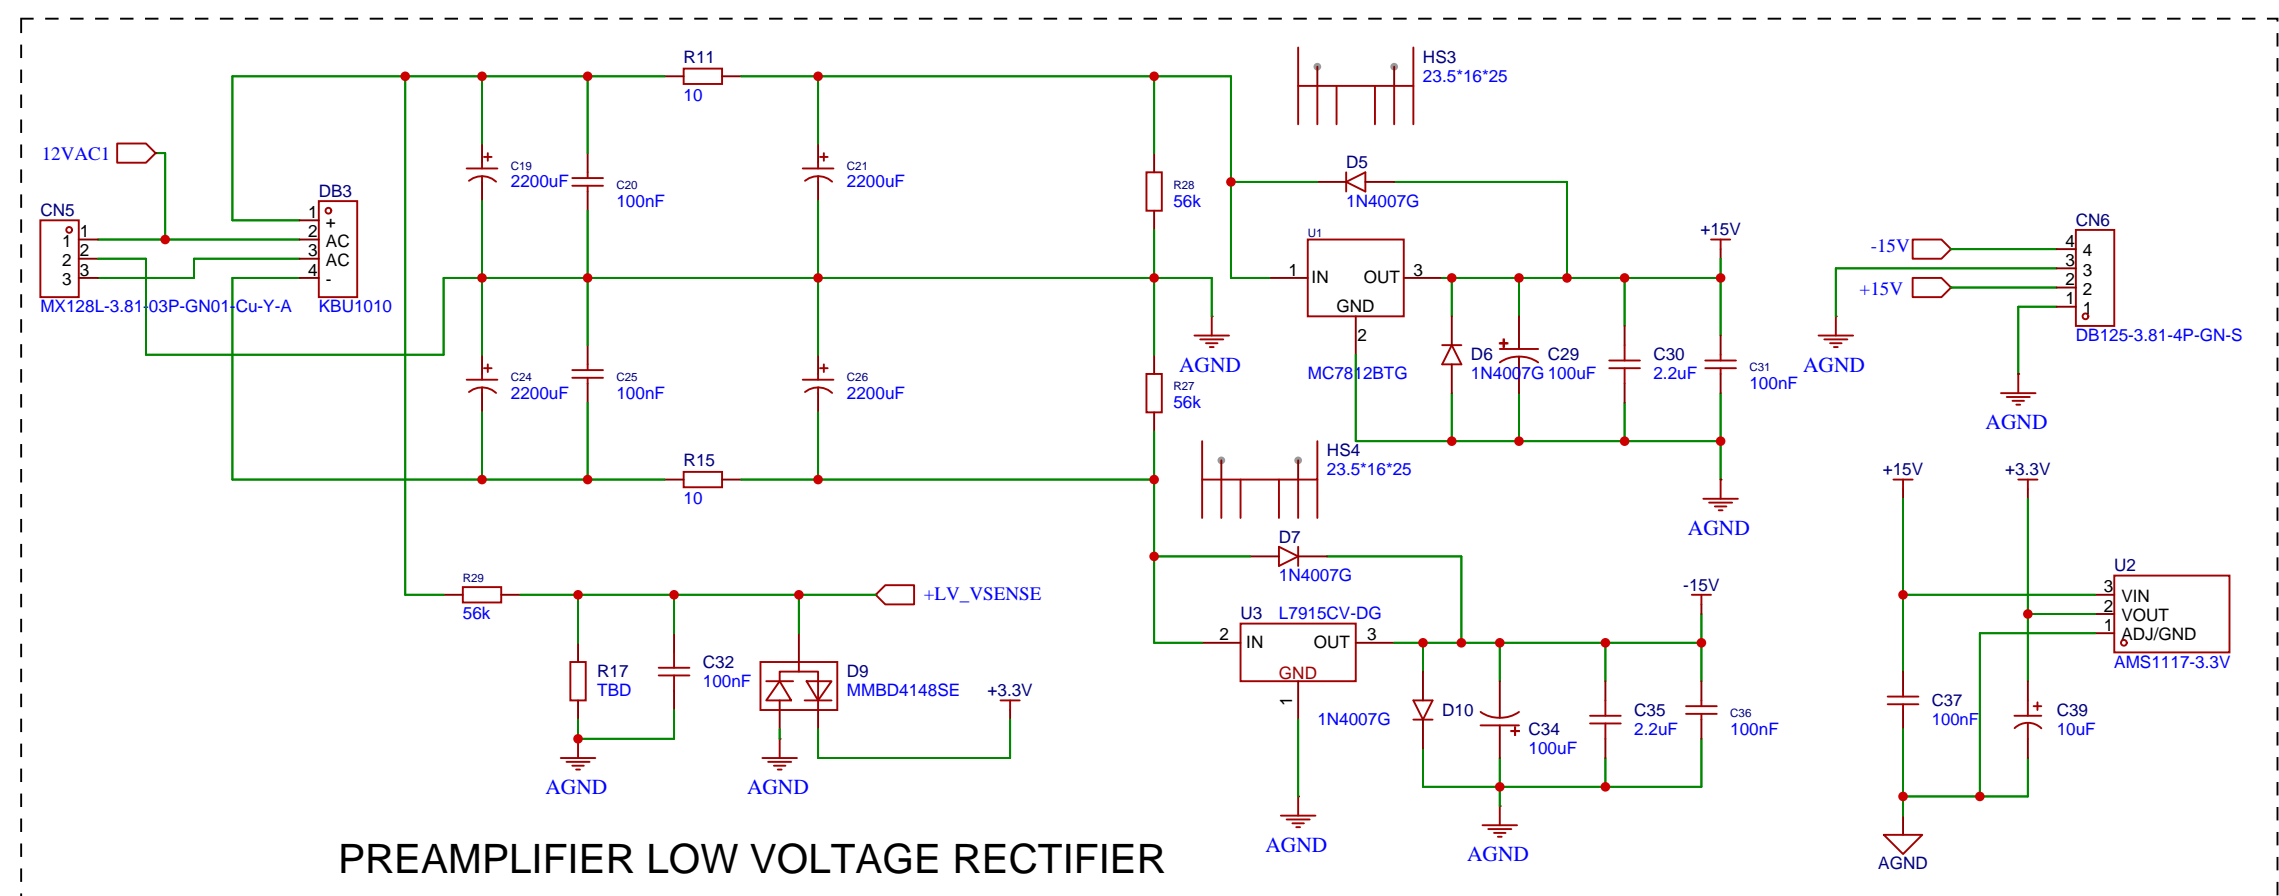 R11
10
HS3
23.5*16*25
12VAC1
C19
2200uF
C20
100nF
C21
2200uF
R28
56k
D5
1N4007G
CN5
1
2
3
1
2
3
MX128L-3.81-03P-GN01-Cu-Y-A
DB3
1
2
3
4
+
AC
AC
-
KBU1010
U1
1
IN
OUT
3
GND
2
MC7812BTG
+15V
-15V
+15V
CN6
4
3
2
1
4
3
2
1
DB125-3.81-4P-GN-S
AGND
AGND
AGND
C24
2200uF
C25
100nF
C26
2200uF
R27
56k
D6
1N4007G
C29
100uF
C30
2.2uF
C31
100nF
R15
10
HS4
23.5*16*25
AGND
+15V
+3.3V
D7
1N4007G
R29
56k
+LV_VSENSE
R17
TBD
C32
100nF
D9
MMBD4148SE
+3.3V
AGND
AGND
U3
L7915CV-DG
2
IN
OUT
3
GND
1
-15V
1N4007G
D10
C34
100uF
C35
2.2uF
C36
100nF
AGND
AGND
U2
3
2
1
VIN
VOUT
ADJ/GND
AMS1117-3.3V
C37
100nF
C39
10uF
AGND
PREAMPLIFIER LOW VOLTAGE RECTIFIER